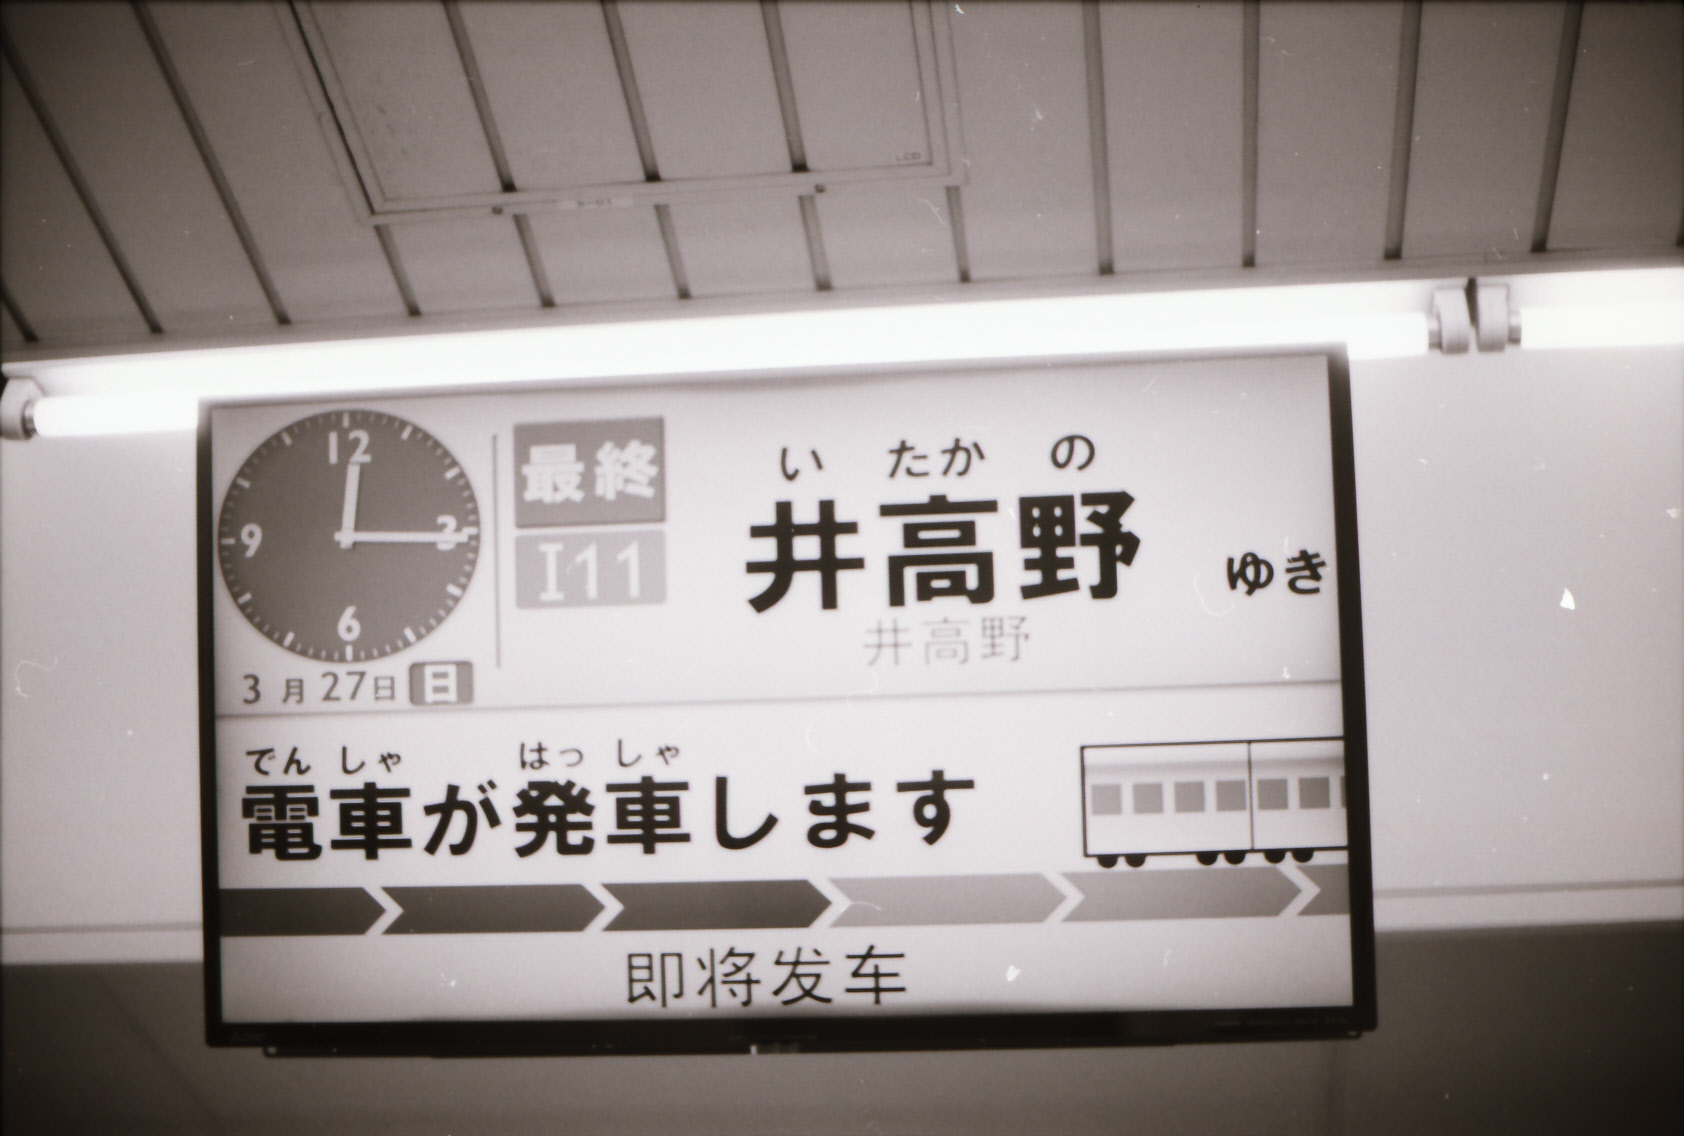 LCD
12
3
6
9
3月27日 日
最終
I11
い たか の
井高野 ゆき
井高野
でん しゃ はっ しゃ
電車が発車します
即将发车